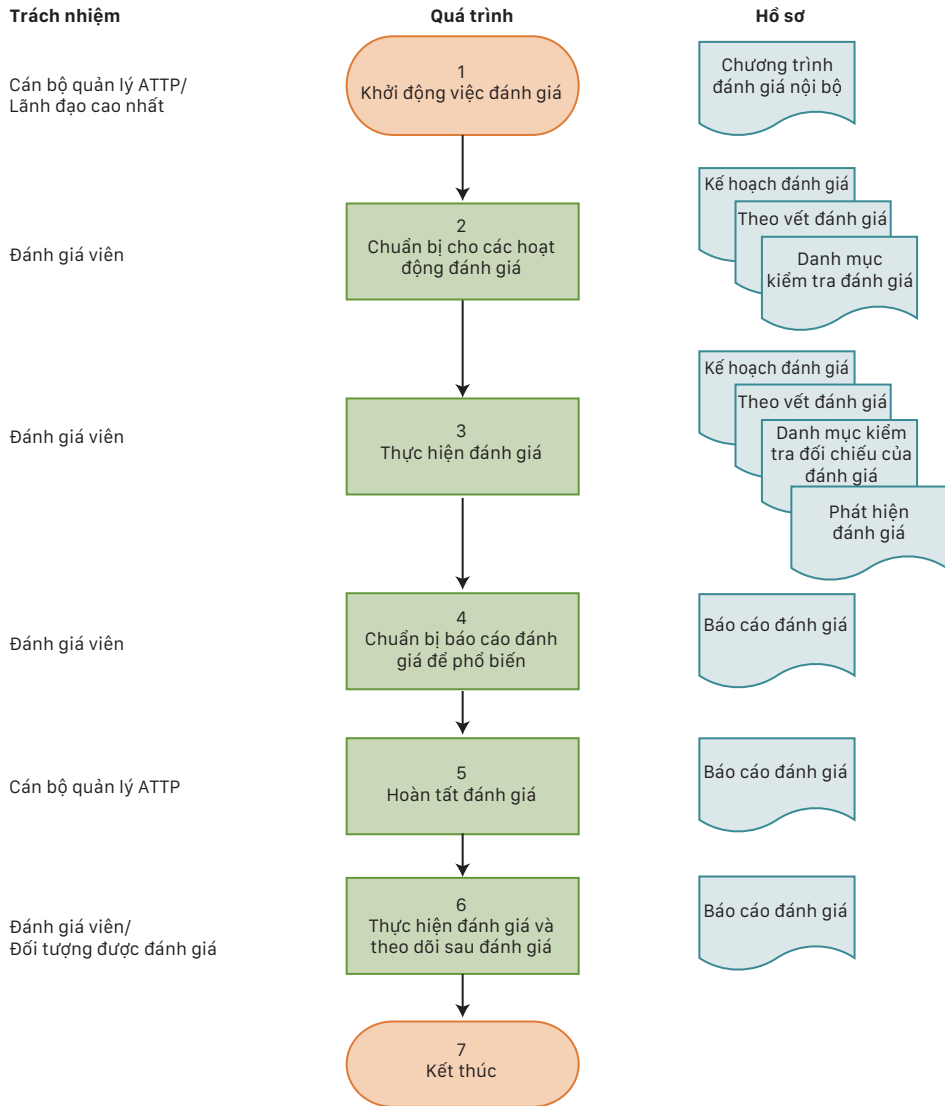 Trách nhiệm
Quá trình
Hồ sơ
Cán bộ quản lý ATTP/
Lãnh đạo cao nhất
1
Khởi động việc đánh giá
Chương trình
đánh giá nội bộ
Đánh giá viên
2
Chuẩn bị cho các hoạt
động đánh giá
Kế hoạch đánh giá
Theo vết đánh giá
Danh mục
kiểm tra đánh giá
Đánh giá viên
3
Thực hiện đánh giá
Kế hoạch đánh giá
Theo vết đánh giá
Danh mục kiểm
tra đối chiếu của
đánh giá
Phát hiện
đánh giá
Đánh giá viên
4
Chuẩn bị báo cáo đánh
giá để phổ biến
Báo cáo đánh giá
Cán bộ quản lý ATTP
5
Hoàn tất đánh giá
Báo cáo đánh giá
Đánh giá viên/
Đối tượng được đánh giá
6
Thực hiện đánh giá và
theo dõi sau đánh giá
Báo cáo đánh giá
7
Kết thúc